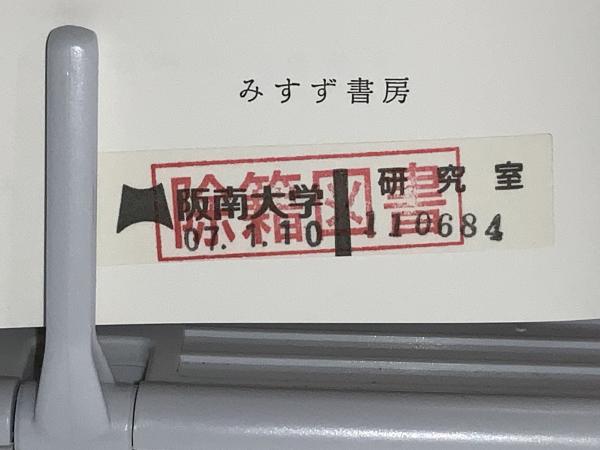 みすず書房
阪南大学 研究室
除籍図書
07.1.10 110684